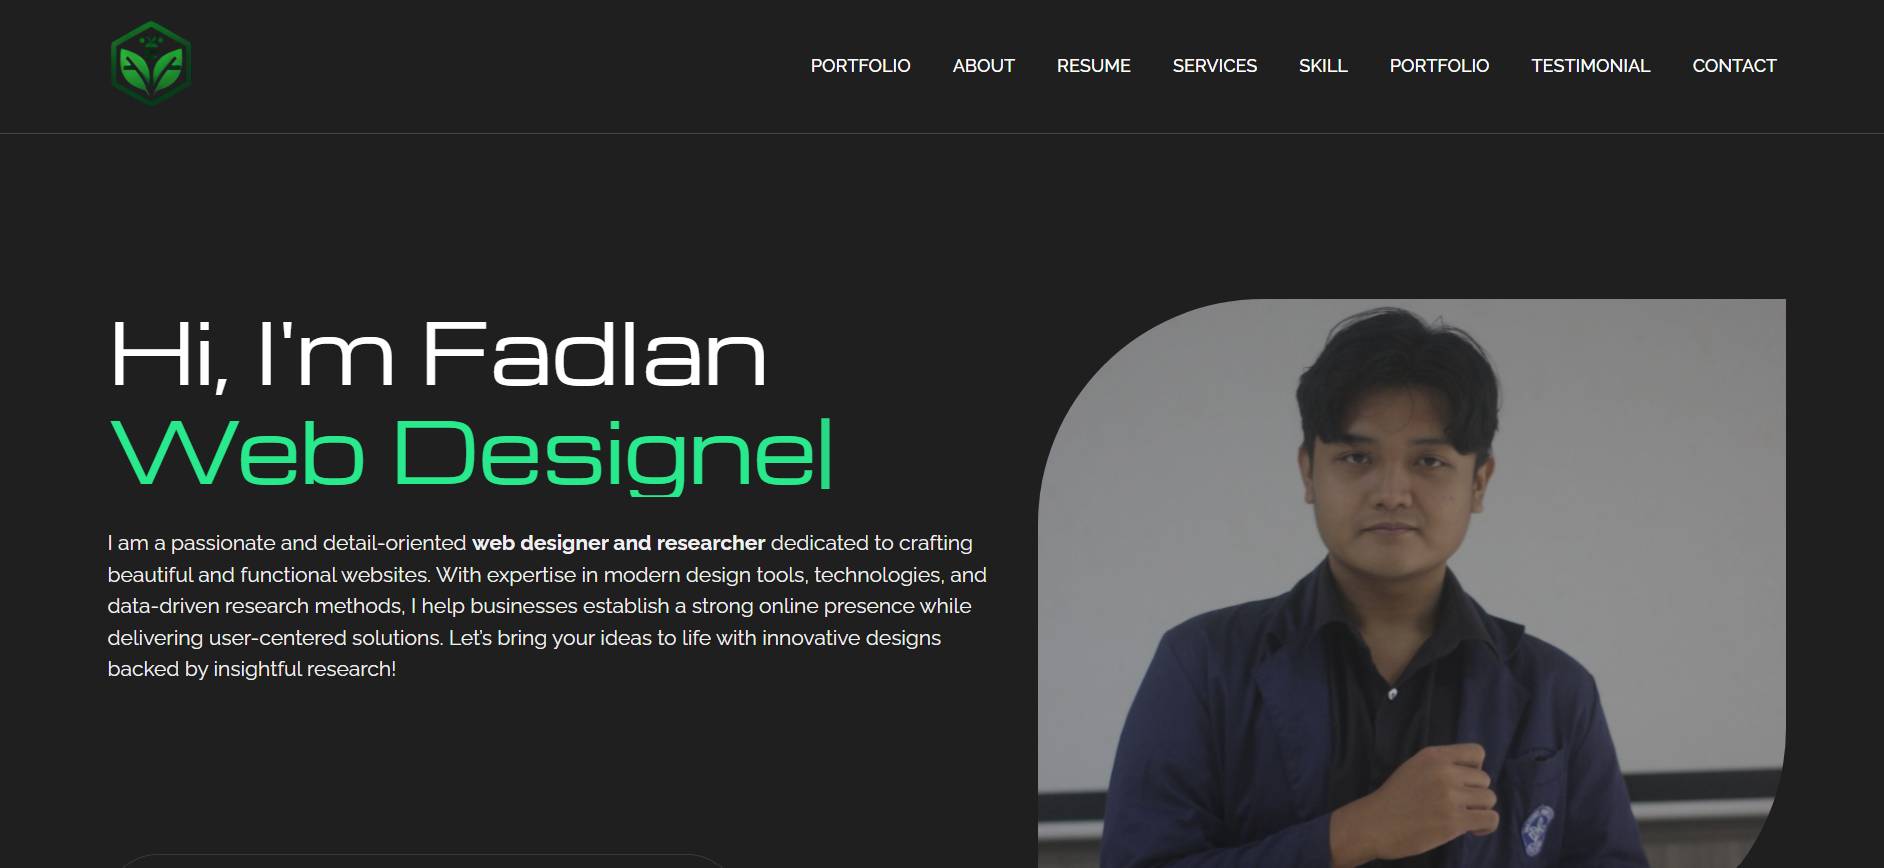 PORTFOLIO ABOUT RESUME SERVICES SKILL PORTFOLIO TESTIMONIAL CONTACT
Hi, I'm Fadlan
Web Designe|
I am a passionate and detail-oriented web designer and researcher dedicated to crafting
beautiful and functional websites. With expertise in modern design tools, technologies, and
data-driven research methods, I help businesses establish a strong online presence while
delivering user-centered solutions. Let's bring your ideas to life with innovative designs
backed by insightful research!